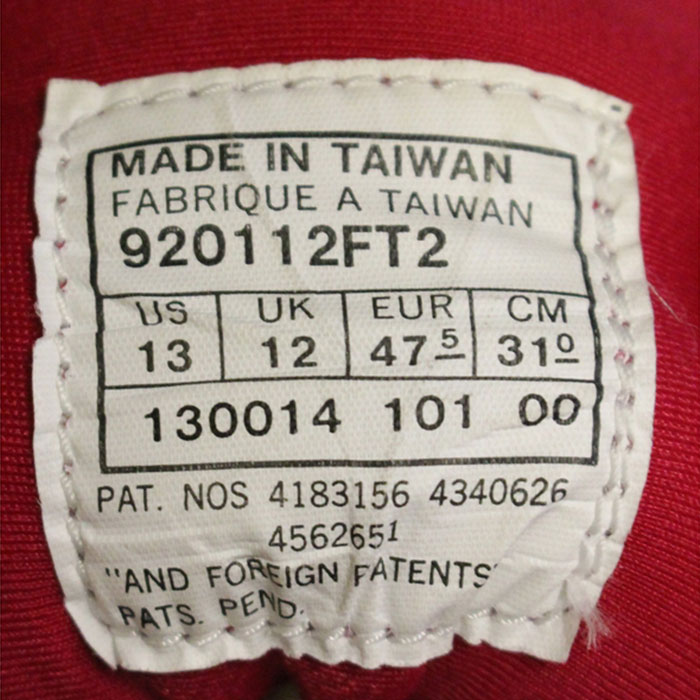 MADE IN TAIWAN
FABRIQUE A TAIWAN
920112FT2
US UK EUR CM
13 12 47 5 31 0
130014 101 00
PAT. NOS 4183156 4340626
4562651
"AND FOREIGN PATENTS"
PATS. PEND.